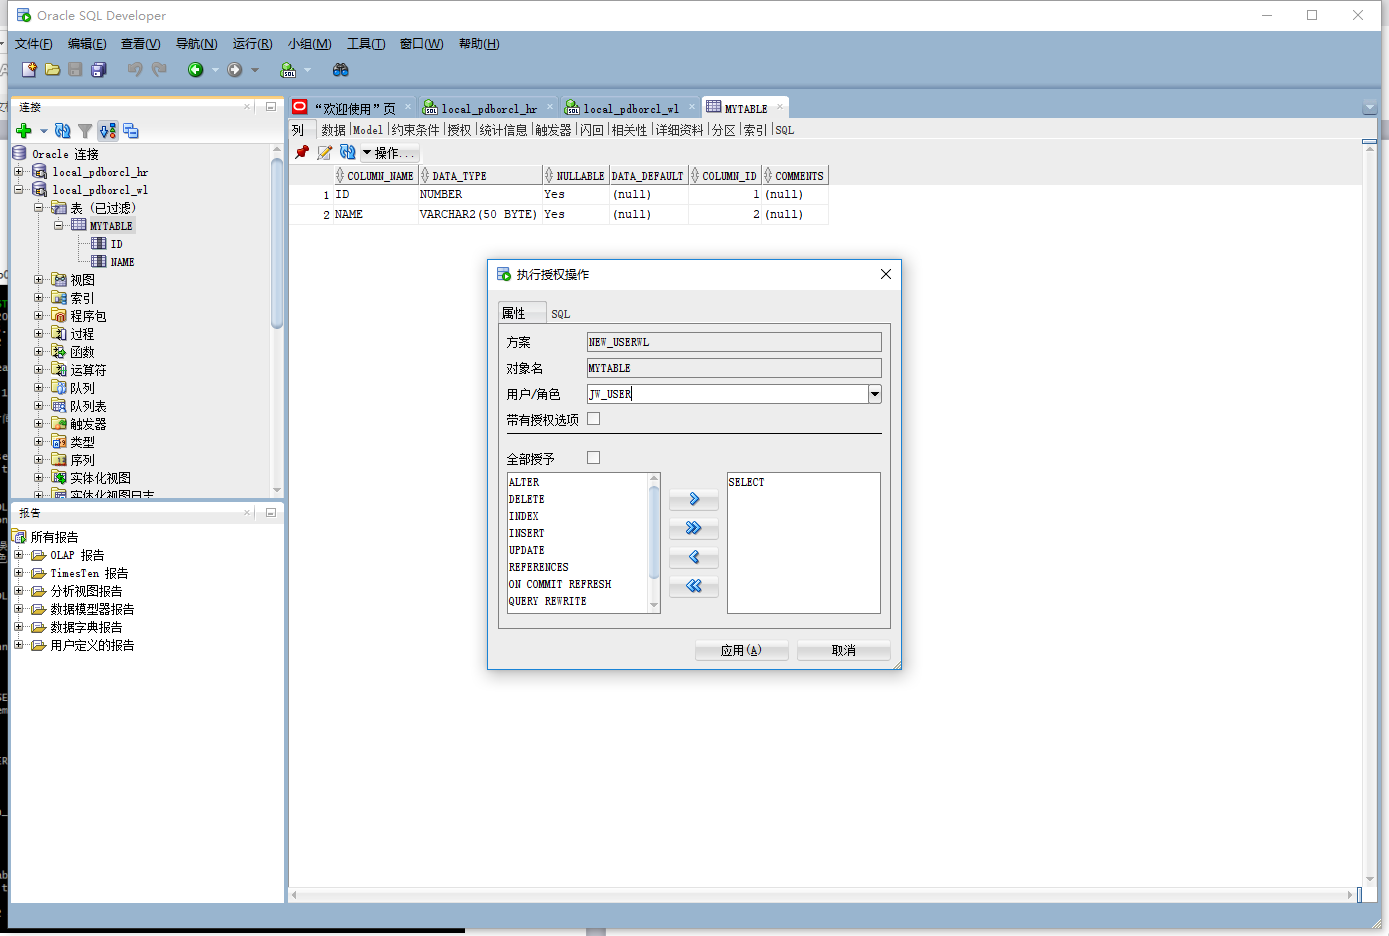 Oracle SQL Developer
文件(F) 编辑(E) 查看(V) 导航(N) 运行(R) 小组(M) 工具(T) 窗口(W) 帮助(H)
连接
Oracle 连接
local_pdborcl_hr
local_pdborcl_wl
表 (已过滤)
MYTABLE
ID
NAME
视图
索引
程序包
过程
函数
运算符
队列
队列表
触发器
类型
序列
实体化视图
实体化视图日志
报告
所有报告
OLAP 报告
TimesTen 报告
分析视图报告
数据模型器报告
数据字典报告
用户定义的报告
“欢迎使用”页 local_pdborcl_hr local_pdborcl_wl MYTABLE
列 数据 Model 约束条件 授权 统计信息 触发器 闪回 相关性 详细资料 分区 索引 SQL
操作...
COLUMN_NAME DATA_TYPE NULLABLE DATA_DEFAULT COLUMN_ID COMMENTS
1 ID NUMBER Yes (null) 1 (null)
2 NAME VARCHAR2(50 BYTE) Yes (null) 2 (null)
执行授权操作
属性 SQL
方案 NEW_USERWL
对象名 MYTABLE
用户/角色 JW_USER
带有授权选项
全部授予
ALTER
DELETE
INDEX
INSERT
UPDATE
REFERENCES
ON COMMIT REFRESH
QUERY REWRITE
SELECT
应用(A) 取消